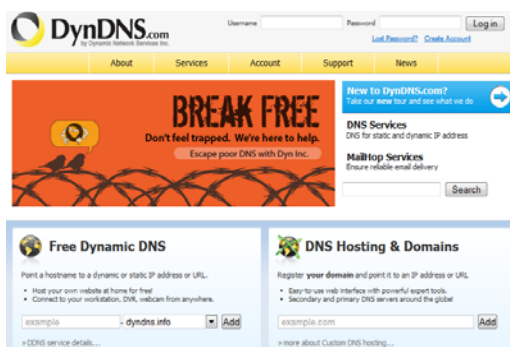 DynDNS.com
by Dynamic Network Services Inc.
Username
Password
Log in
Lost Password?
Create Account
About
Services
Account
Support
News
BREAK FREE
Don't feel trapped. We're here to help.
Escape poor DNS with Dyn Inc.
New to DynDNS.com?
Take our new tour and see what we do
DNS Services
DNS for static and dynamic IP address
MailHop Services
Ensure reliable email delivery
Search
Free Dynamic DNS
Point a hostname to a dynamic or static IP address or URL.
• Host your own website at home for free!
• Connect to your workstation, DVR, webcam from anywhere.
example
. dyndns.info
Add
» DDNS service details...
DNS Hosting & Domains
Register your domain and point it to an IP address or URL.
• Easy-to-use web interface with powerful expert tools.
• Secondary and primary DNS servers around the globe!
example.com
Add
» more about Custom DNS hosting...